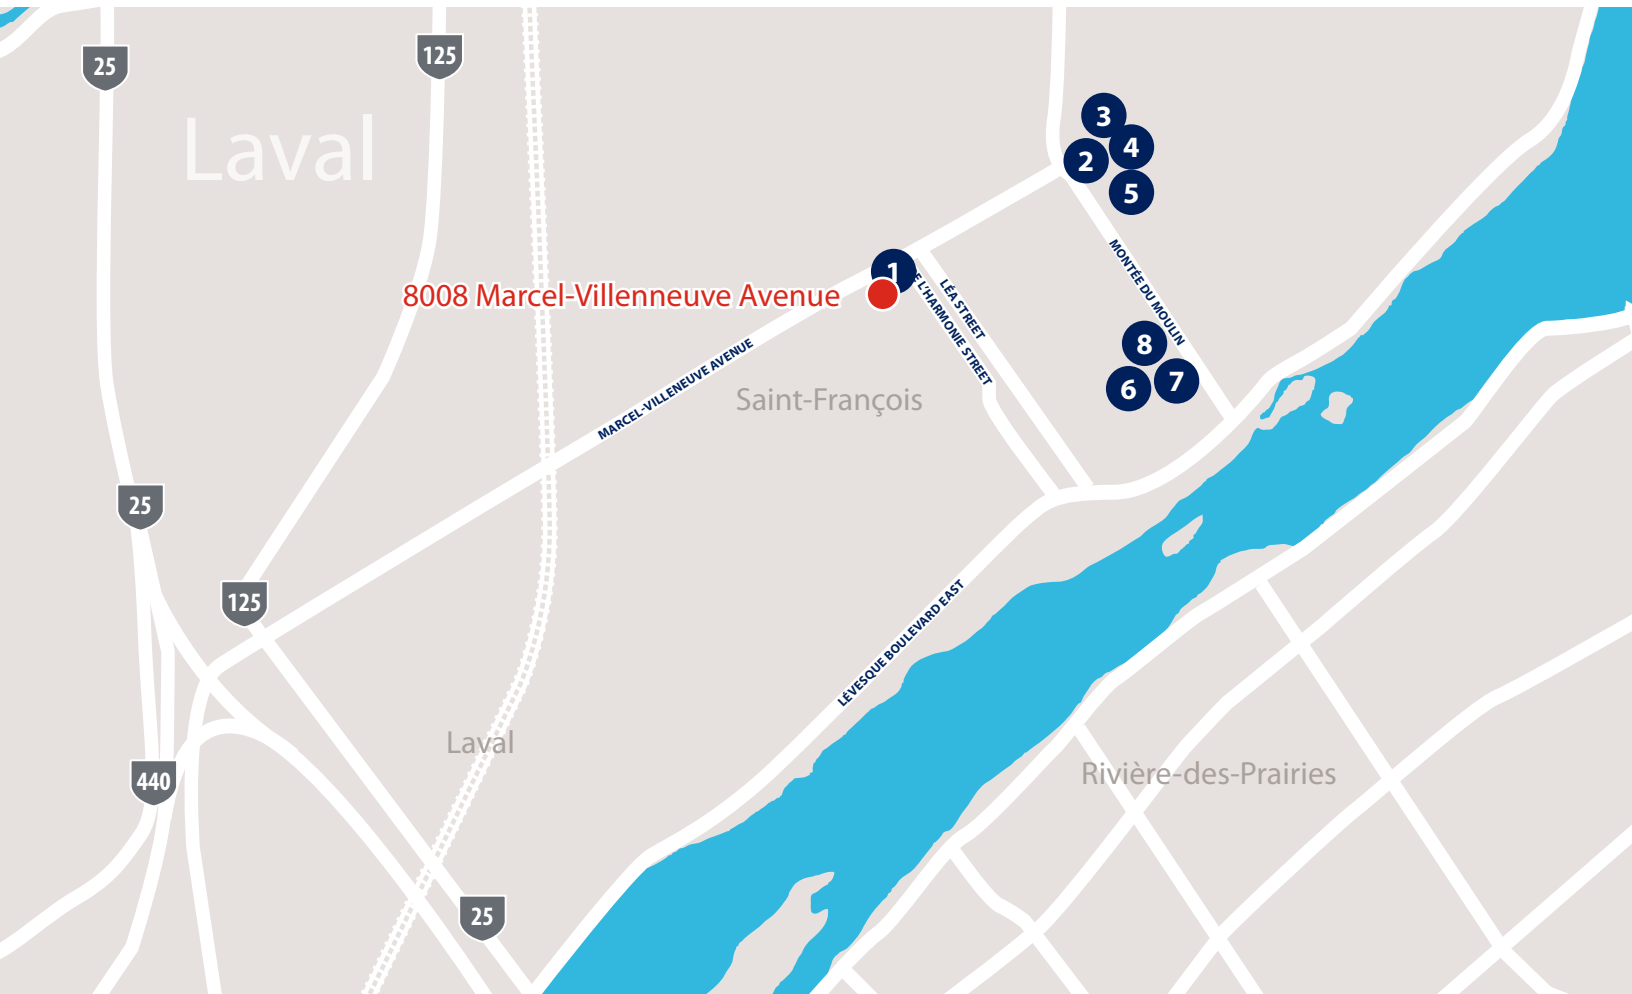 125
25
3
Laval
4
2
5
MONTÉE DU MOULIN
1
8008 Marcel-Villenneuve Avenue
LÉA STREET
E L'HARMONIE STREET
8
7
6
MARCEL-VILLENEUVE AVENUE
Saint-François
25
125
LÉVESQUE BOULEVARD EAST
Laval
Rivière-des-Prairies
440
25